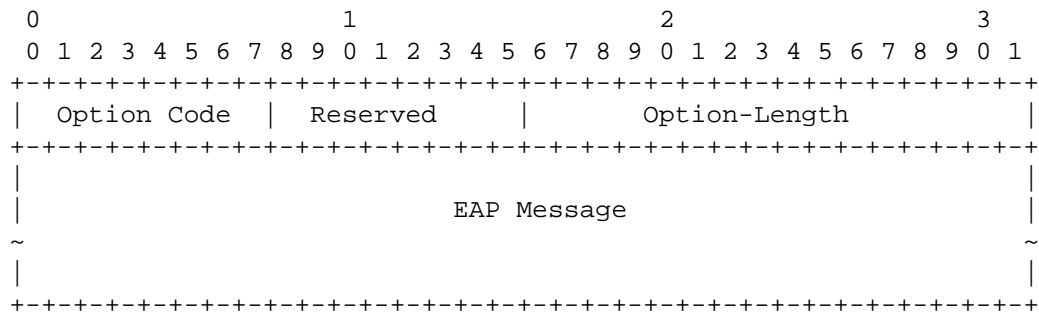 0                   1                   2                   3
 0 1 2 3 4 5 6 7 8 9 0 1 2 3 4 5 6 7 8 9 0 1 2 3 4 5 6 7 8 9 0 1
+-+-+-+-+-+-+-+-+-+-+-+-+-+-+-+-+-+-+-+-+-+-+-+-+-+-+-+-+-+-+-+-+
|  Option Code  |  Reserved     |       Option-Length           |
+-+-+-+-+-+-+-+-+-+-+-+-+-+-+-+-+-+-+-+-+-+-+-+-+-+-+-+-+-+-+-+-+
|                                                               |
|                           EAP Message                         |
~                                                               ~
|                                                               |
+-+-+-+-+-+-+-+-+-+-+-+-+-+-+-+-+-+-+-+-+-+-+-+-+-+-+-+-+-+-+-+-+